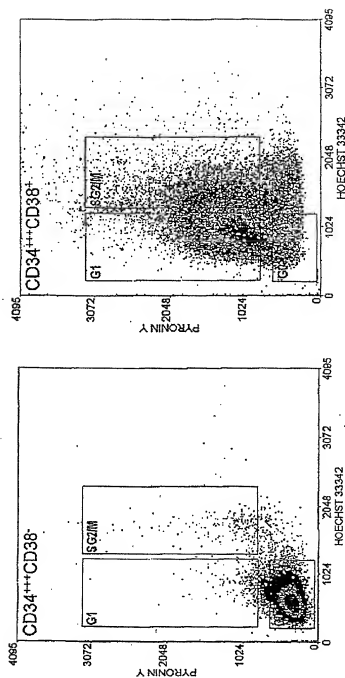 CD34+++CD38-
4095
3072
2048
1024
0
PYRONIN Y
G1
SG2/M
0
1024
2048
3072
4095
HOECHST 33342
CD34+++CD38+
4095
3072
2048
1024
0
PYRONIN Y
G1
SG2/M
0
1024
2048
3072
4095
HOECHST 33342